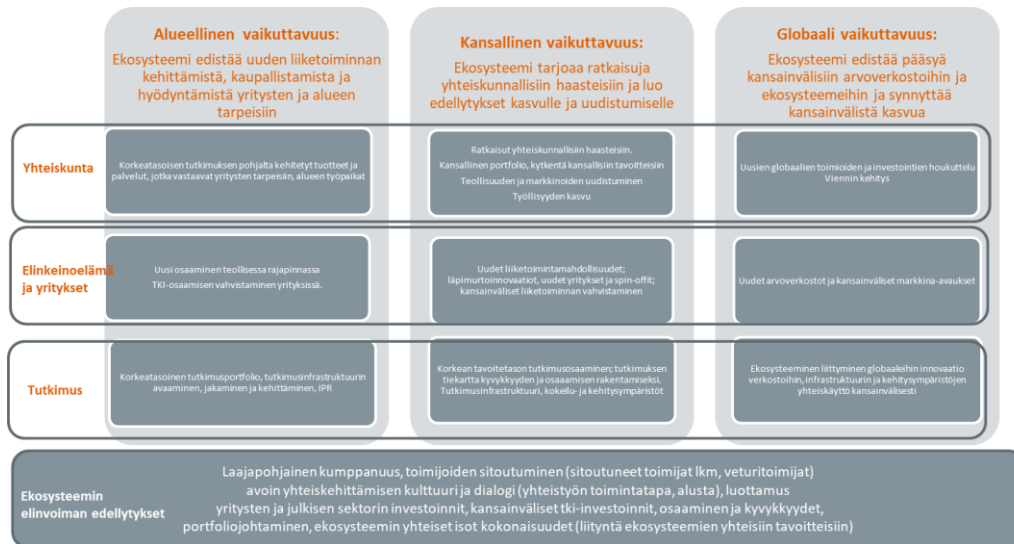 Alueellinen vaikuttavuus:
Ekosysteemi edistää uuden liiketoiminnan
kehittämistä, kaupallistamista ja
hyödyntämistä yritysten ja alueen
tarpeisiin
Kansallinen vaikuttavuus:
Ekosysteemi tarjoaa ratkaisuja
yhteiskunnallisiin haasteisiin ja luo
edellytykset kasvulle ja uudistumiselle
Globaali vaikuttavuus:
Ekosysteemi edistää pääsyä
kansainvälisiin arvoverkostoihin ja
ekosysteemeihin ja synnyttää
kansainvälistä kasvua
Yhteiskunta
Korkeatasoisen tutkimuksen pohjalta kehitetyt tuotteet ja
palvelut, jotka vastaavat yritysten tarpeisiin, alueen työpaikat
Ratkaisut yhteiskunnallisiin haasteisiin.
Kansallinen portfolio, kytkentä kansallisiin tavoitteisiin
Teollisuuden ja markkinoiden uudistuminen
Työllisyyden kasvu
Uusien globaalien toimioiden ja investointien houkuttelu
Viennin kehitys
Elinkeinoelämä
ja yritykset
Uusi osaaminen teollisessa rajapinnassa
TKI-osaamisen vahvistaminen yrityksissä.
Uudet liiketoimintamahdollisuudet;
läpimurtoinnovaatiot, uudet yritykset ja spin-offit;
kansainväliset liiketoiminnan vahvistaminen
Uudet arvoverkostot ja kansainväliset markkina-avaukset
Tutkimus
Korkeatasoinen tutkimusportfolio, tutkimusinfrastruktuurin
avaaminen, jakaminen ja kehittäminen, IPR
Korkean tavoitetason tutkimusosaaminen; tutkimuksen
tiekartta kyvykkyyden ja osaaamisen rakentamiseksi.
Tutkimusinfrastruktuuri, kokeilu- ja kehitysympäristöt
Ekosysteeminen liittyminen globaaleihin innovaatio
verkostoihin, infrastruktuurin ja kehitysympäristöjen
yhteiskäyttö kansainvälisesti
Ekosysteemin
elinvoiman edellytykset
Laajapohjainen kumppanuus, toimijoiden sitoutuminen (sitoutuneet toimijat lkm, veturitoimijat)
avoin yhteiskehittämisen kulttuuri ja dialogi (yhteistyön toimintatapa, alusta), luottamus
yritysten ja julkisen sektorin investoinnit, kansainväliset tki-investoinnit, osaaminen ja kyvykkyydet,
portfoliojohtaminen, ekosysteemin yhteiset isot kokonaisuudet (liityntä ekosysteemien yhteisiin tavoitteisiin)